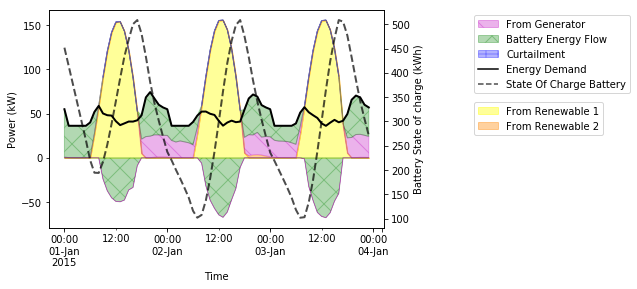 150
100
50
0
−50
Power (kW)
500
450
400
350
300
250
200
150
100
Battery State of charge (kWh)
00:00 12:00 00:00 12:00 00:00 12:00 00:00
01-Jan 02-Jan 03-Jan 04-Jan
2015
Time
From Generator
Battery Energy Flow
Curtailment
Energy Demand
State Of Charge Battery
From Renewable 1
From Renewable 2